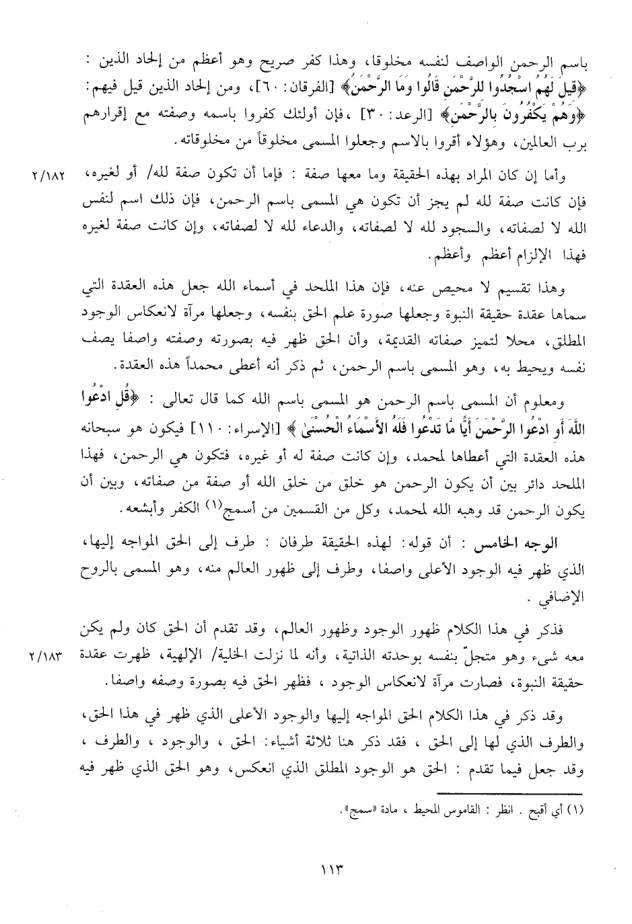 باسم الرحمن الواصف لنفسه مخلوقا، وهذا كفر صريح وهو أعظم من إلحاد الذين :
﴿قِيلَ لَهُمُ اسْجُدُوا لِلرَّحْمَنِ قَالُوا وَمَا الرَّحْمَنُ﴾ [الفرقان:٦٠]، ومن إلحاد الذين قيل فيهم:
﴿وَهُمْ يَكْفُرُونَ بِالرَّحْمَنِ﴾ [الرعد:٣٠] ،فإن أولئك كفروا باسمه وصفته مع إقرارهم
برب العالمين، وهؤلاء أقروا بالاسم وجعلوا المسمى مخلوقاً من مخلوقاته.
وأما إن كان المراد بهذه الحقيقة وما معها صفة : فإما أن تكون صفة لله/ أو لغيره، ٢/١٨٢
فإن كانت صفة لله لم يجز أن تكون هي المسمى باسم الرحمن، فإن ذلك اسم لنفس
الله لا لصفاته، والسجود لله لا لصفاته، والدعاء لله لا لصفاته، وإن كانت صفة لغيره
فهذا الإلزام أعظم وأعظم.
وهذا تقسيم لا محيص عنه، فإن هذا الملحد في أسماء الله جعل هذه العقدة التي
سماها عقدة حقيقة النبوة وجعلها صورة علم الحق بنفسه، وجعلها مرآة لانعكاس الوجود
المطلق، محلا لتميز صفاته القديمة، وأن الحق ظهر فيه بصورته وصفته واصفا يصف
نفسه ويحيط به، وهو المسمى باسم الرحمن، ثم ذكر أنه أعطى محمداً هذه العقدة.
ومعلوم أن المسمى باسم الرحمن هو المسمى باسم الله كما قال تعالى : ﴿قُلِ ادْعُوا
اللَّهَ أَوِ ادْعُوا الرَّحْمَنَ أَيًّا مَّا تَدْعُوا فَلَهُ الأَسْمَاءُ الْحُسْنَىٰ ﴾ [الإسراء:١١٠] فيكون هو سبحانه
هذه العقدة التي أعطاها لمحمد، وإن كانت صفة له أو غيره، فتكون هي الرحمن، فهذا
الملحد دائر بين أن يكون الرحمن هو خلق من خلق الله أو صفة من صفاته، وبين أن
يكون الرحمن قد وهبه الله لمحمد، وكل من القسمين من أسمج(١) الكفر وأبشعه.
الوجه الخامس : أن قوله: لهذه الحقيقة طرفان : طرف إلى الحق المواجه إليها،
الذي ظهر فيه الوجود الأعلى واصفا، وطرف إلى ظهور العالم منه، وهو المسمى بالروح
الإضافي .
فذكر في هذا الكلام ظهور الوجود وظهور العالم، وقد تقدم أن الحق كان ولم يكن
معه شىء وهو متجلّ بنفسه بوحدته الذاتية، وأنه لما نزلت الخلية/ الإلهية، ظهرت عقدة ٢/١٨٣
حقيقة النبوة، فصارت مرآة لانعكاس الوجود ، فظهر الحق فيه بصورة وصفه واصفا.
وقد ذكر في هذا الكلام الحق المواجه إليها والوجود الأعلى الذي ظهر في هذا الحق،
والطرف الذي لها إلى الحق ، فقد ذكر هنا ثلاثة أشياء: الحق ، والوجود ، والطرف ،
وقد جعل فيما تقدم : الحق هو الوجود المطلق الذي انعكس، وهو الحق الذي ظهر فيه
(١) أي أقبح . انظر : القاموس المحيط ، مادة «سمج».
١١٣